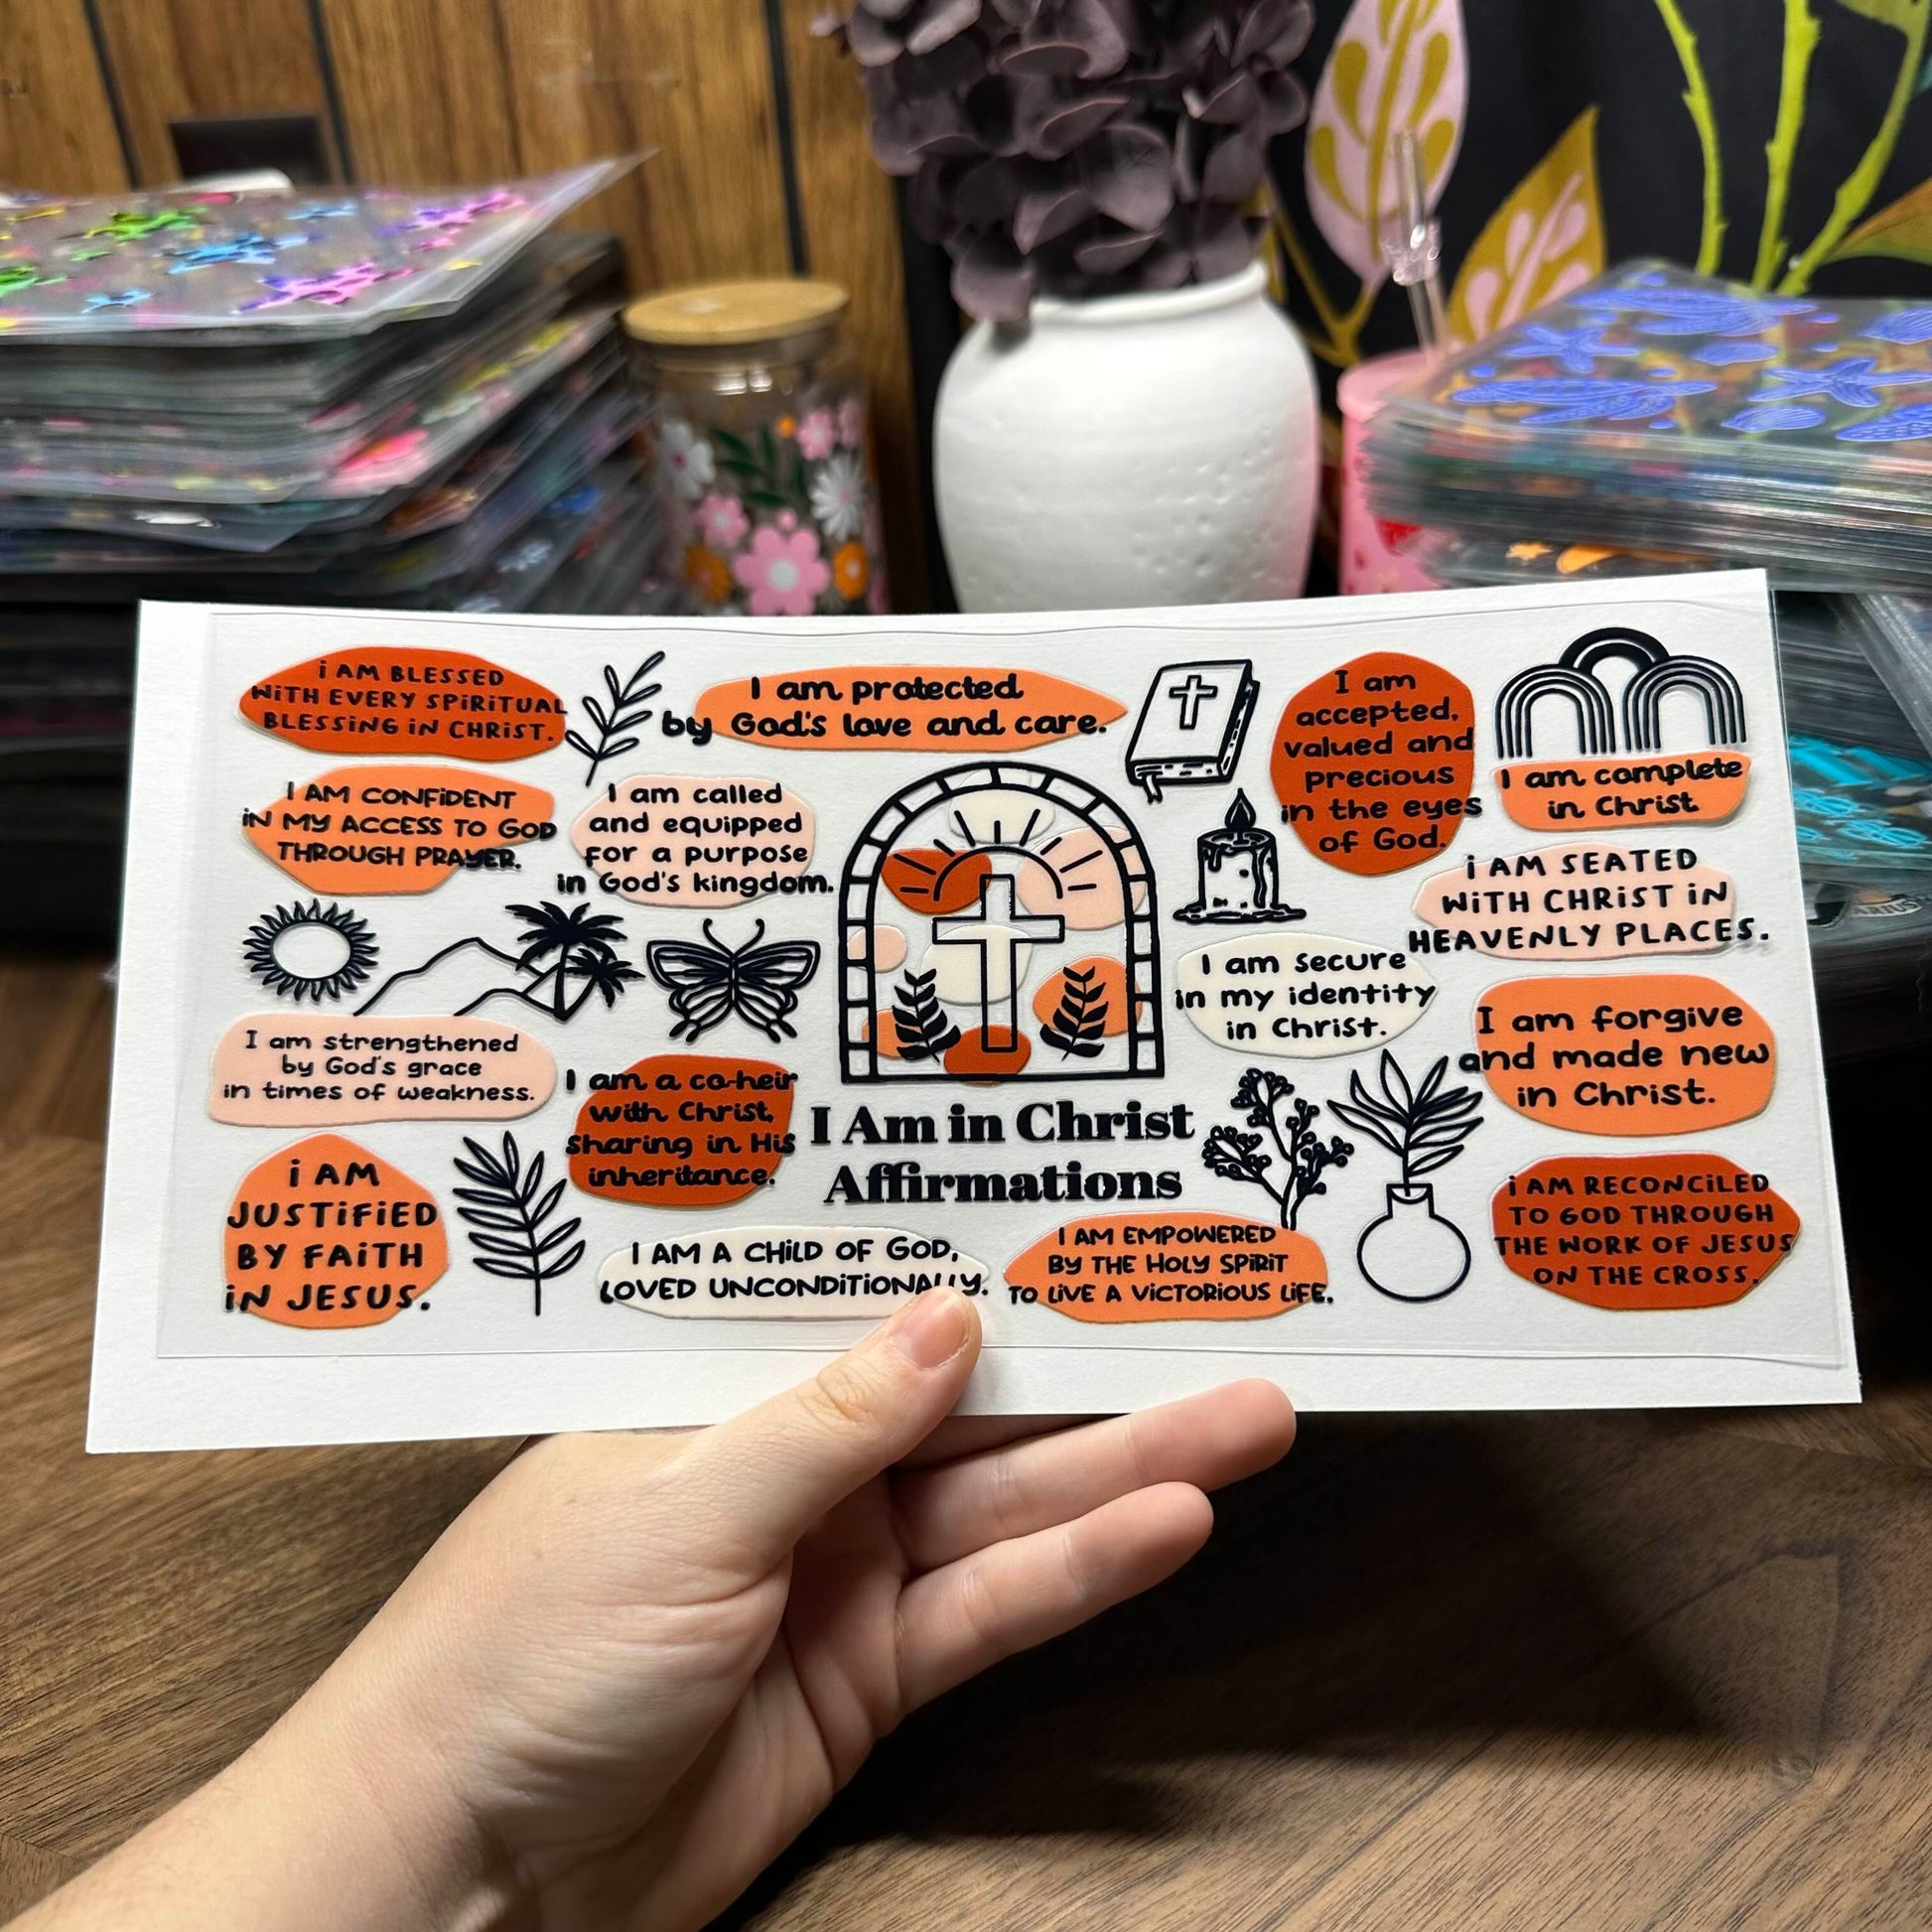 i AM BLESSED
WiTH EVERY SPiRiTUAL
BLESSiNG iN CHRiST.
I am protected
by God's love and care.
I am
accepted,
valued and
precious
in the eyes
of God.
I am complete
in Christ
I AM CONFiDENT
iN MY ACCESS TO GOD
THROUGH PRAYER.
I am called
and equipped
for a purpose
in God's kingdom.
i AM SEATED
WiTH CHRiST iN
HEAVENLY PLACES.
I am secure
in my identity
in Christ.
I am forgive
and made new
in Christ.
I am strengthened
by God's grace
in times of weakness.
I am a co-heir
with Christ,
sharing in His
inheritance.
I Am in Christ
Affirmations
i AM
JUSTiFiED
BY FAiTH
iN JESUS.
I AM A CHiLD OF GOD,
LOVED UNCONDiTiONALLY.
I AM EMPOWERED
BY THE HOLY SPiRiT
TO LiVE A VICTORiOUS LiFE.
i AM RECONCiLED
TO GOD THROUGH
THE WORK OF JESUS
ON THE CROSS.